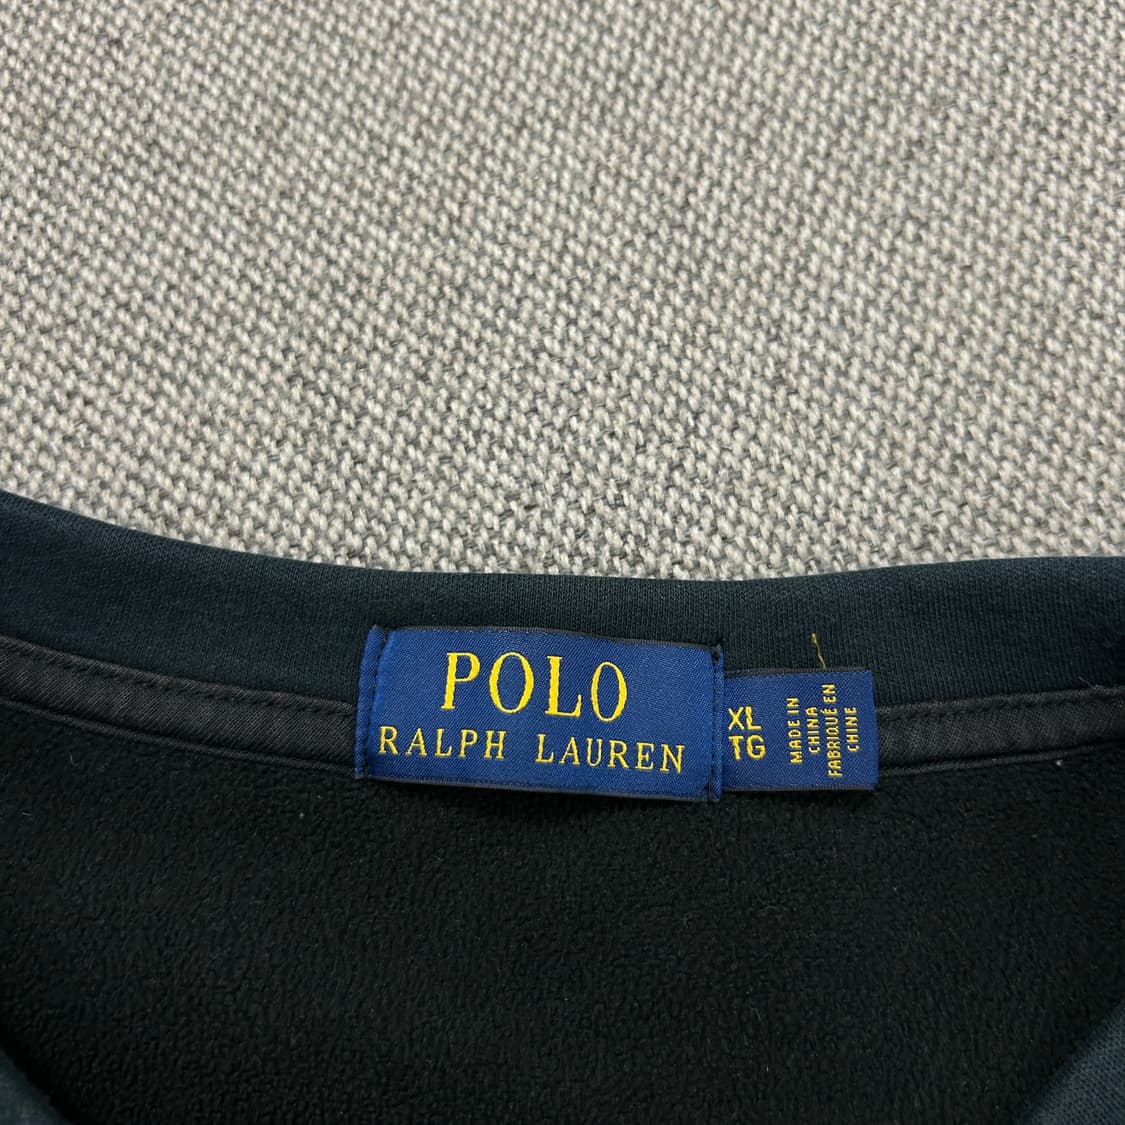 POLO
RALPH LAUREN
XL
TG
MADE IN
CHINA
FABRIQUÉ EN
CHINE